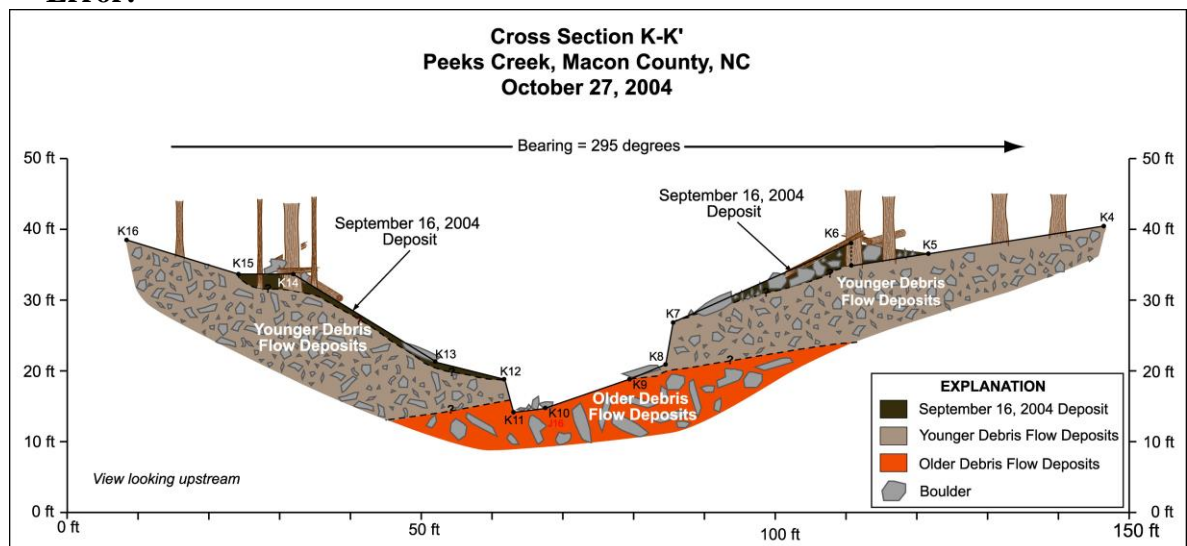 Cross Section K-K'
Peeks Creek, Macon County, NC
October 27, 2004
Bearing = 295 degrees
50 ft
50 ft
September 16, 2004
Deposit
September 16, 2004
Deposit
K16
K15
K14
K13
K12
K11
K10
J16
K9
K8
K7
K6
K5
K4
40 ft
40 ft
30 ft
30 ft
20 ft
20 ft
10 ft
10 ft
0 ft
0 ft
?
?
?
?
?
Younger Debris
Flow Deposits
Younger Debris
Flow Deposits
Older Debris
Flow Deposits
EXPLANATION
September 16, 2004 Deposit
Younger Debris Flow Deposits
Older Debris Flow Deposits
Boulder
View looking upstream
0 ft
50 ft
100 ft
150 ft